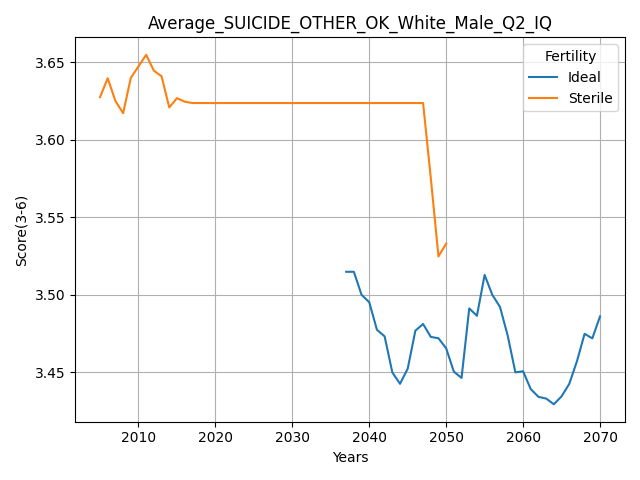 Average_SUICIDE_OTHER_OK_White_Male_Q2_IQ
Fertility
Ideal
Sterile
Score(3-6)
3.65
3.60
3.55
3.50
3.45
2010 2020 2030 2040 2050 2060 2070
Years